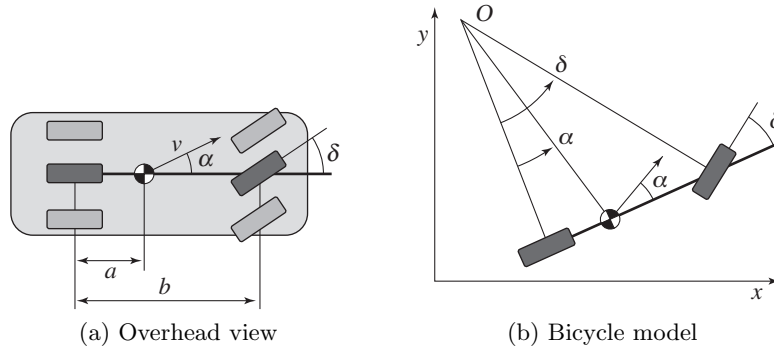 v
α
δ
a
b
(a) Overhead view
y
O
δ
α
α
δ
x
(b) Bicycle model